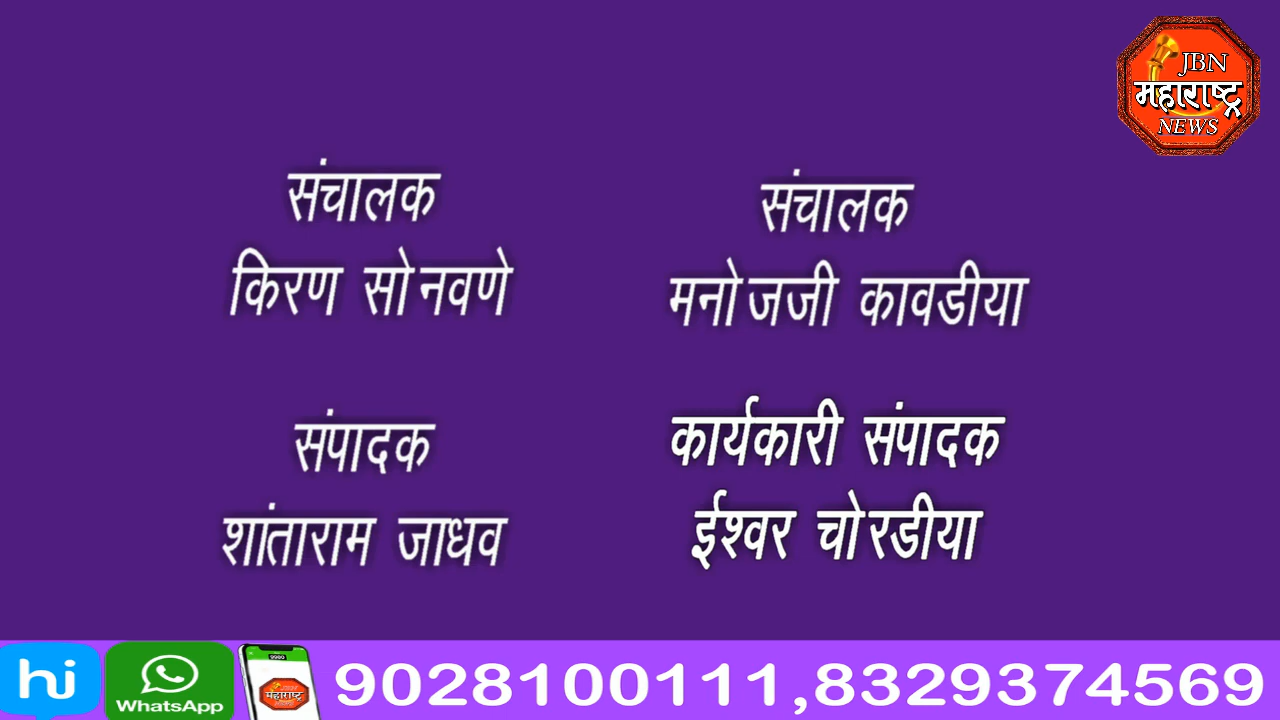 JBN
महाराष्ट्र
NEWS
संचालक
किरण सोनवणे
संचालक
मनोजजी कावडीया
संपादक
शांताराम जाधव
कार्यकारी संपादक
ईश्वर चोरडीया
hi
WhatsApp
महाराष्ट्र
9028100111,8329374569